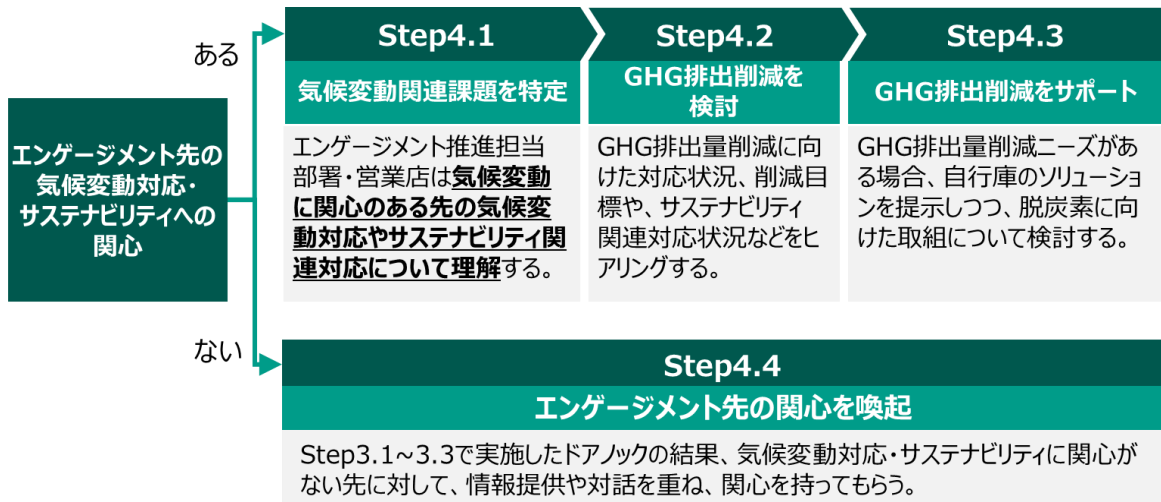 エンゲージメント先の
気候変動対応・
サステナビリティへの
関心
ある
Step4.1
気候変動関連課題を特定
エンゲージメント推進担当
部署・営業店は気候変動
に関心のある先の気候変
動対応やサステナビリティ関
連対応について理解する。
Step4.2
GHG排出削減を
検討
GHG排出量削減に向
けた対応状況、削減目
標や、サステナビリティ
関連対応状況などをヒ
アリングする。
Step4.3
GHG排出削減をサポート
GHG排出量削減ニーズがあ
る場合、自行庫のソリューショ
ンを提示しつつ、脱炭素に向
けた取組について検討する。
ない
Step4.4
エンゲージメント先の関心を喚起
Step3.1~3.3で実施したドアノックの結果、気候変動対応・サステナビリティに関心が
ない先に対して、情報提供や対話を重ね、関心を持ってもらう。